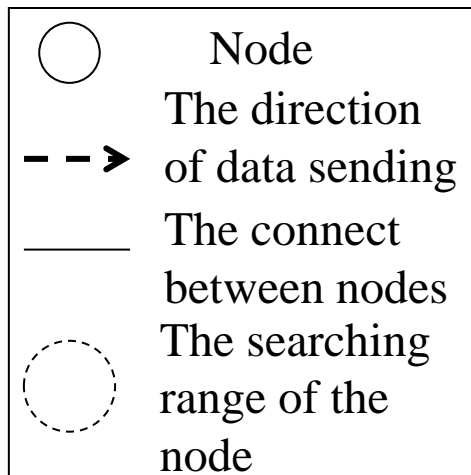 Node
The direction
of data sending
The connect
between nodes
The searching
range of the
node